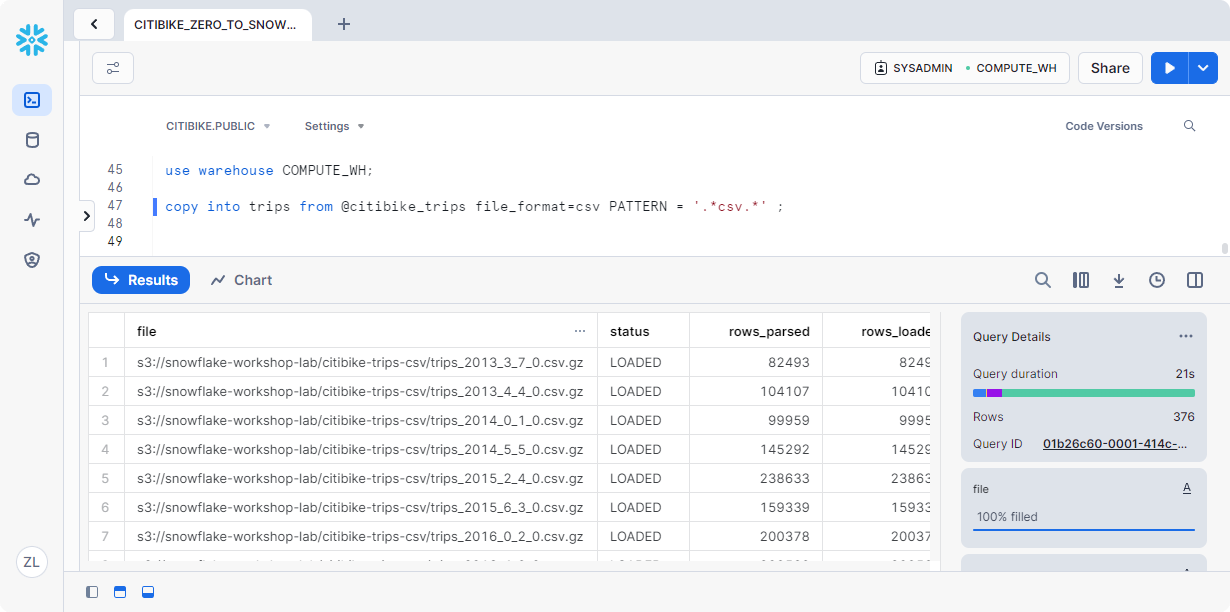 CITIBIKE_ZERO_TO_SNOW...
SYSADMIN COMPUTE_WH
Share
CITIBIKE.PUBLIC Settings Code Versions
45 use warehouse COMPUTE_WH;
46
47 copy into trips from @citibike_trips file_format=csv PATTERN = '.*csv.*' ;
48
49
Results Chart
file ... status rows_parsed rows_loade
1 s3://snowflake-workshop-lab/citibike-trips-csv/trips_2013_3_7_0.csv.gz LOADED 82493 8249
2 s3://snowflake-workshop-lab/citibike-trips-csv/trips_2013_4_4_0.csv.gz LOADED 104107 10410
3 s3://snowflake-workshop-lab/citibike-trips-csv/trips_2014_0_1_0.csv.gz LOADED 99959 9995
4 s3://snowflake-workshop-lab/citibike-trips-csv/trips_2014_5_5_0.csv.gz LOADED 145292 14529
5 s3://snowflake-workshop-lab/citibike-trips-csv/trips_2015_2_4_0.csv.gz LOADED 238633 23863
6 s3://snowflake-workshop-lab/citibike-trips-csv/trips_2015_6_3_0.csv.gz LOADED 159339 15933
7 s3://snowflake-workshop-lab/citibike-trips-csv/trips_2016_0_2_0.csv.gz LOADED 200378 20037
Query Details ...
Query duration 21s
Rows 376
Query ID 01b26c60-0001-414c-...
file A
100% filled
ZL